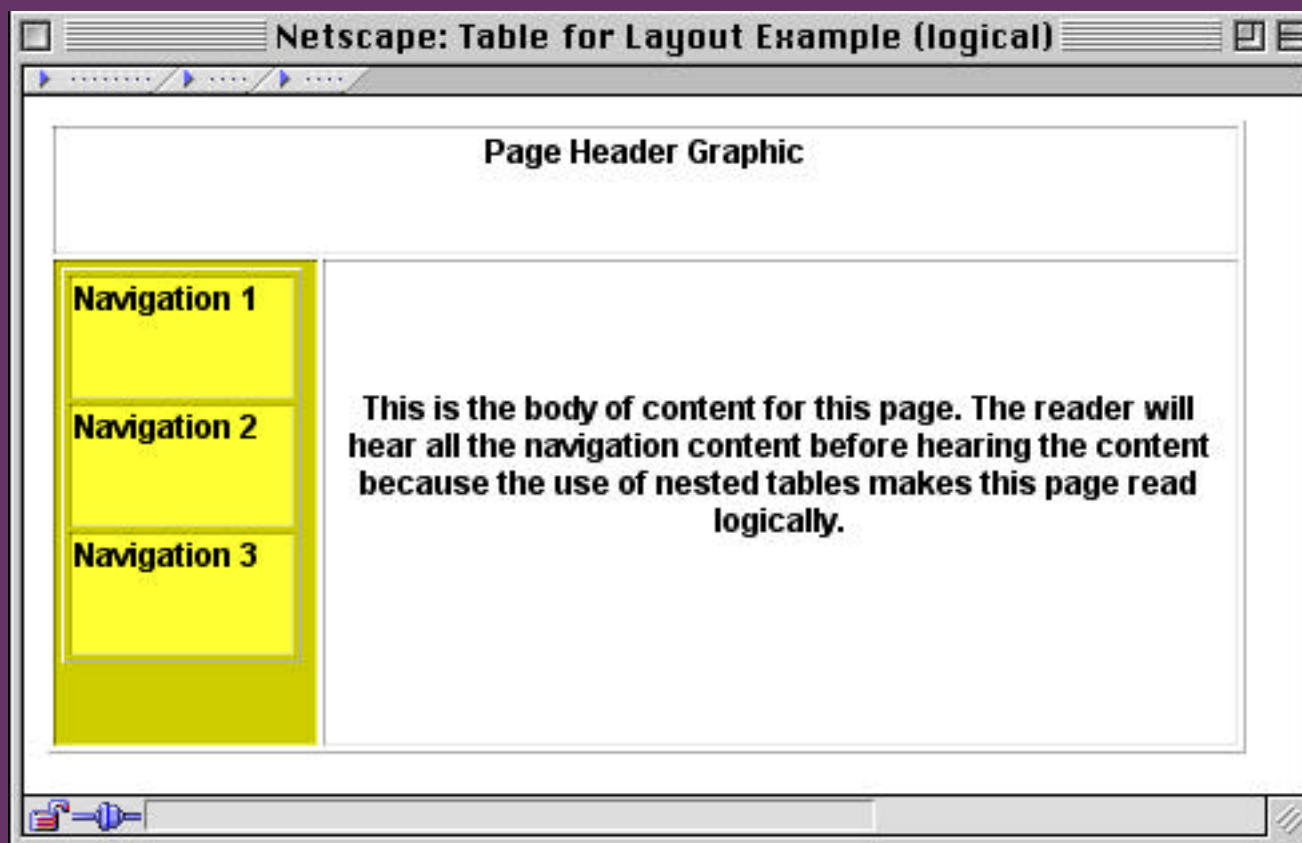 Netscape: Table for Layout Example (logical)
Page Header Graphic
Navigation 1
Navigation 2
Navigation 3
This is the body of content for this page. The reader will
hear all the navigation content before hearing the content
because the use of nested tables makes this page read
logically.